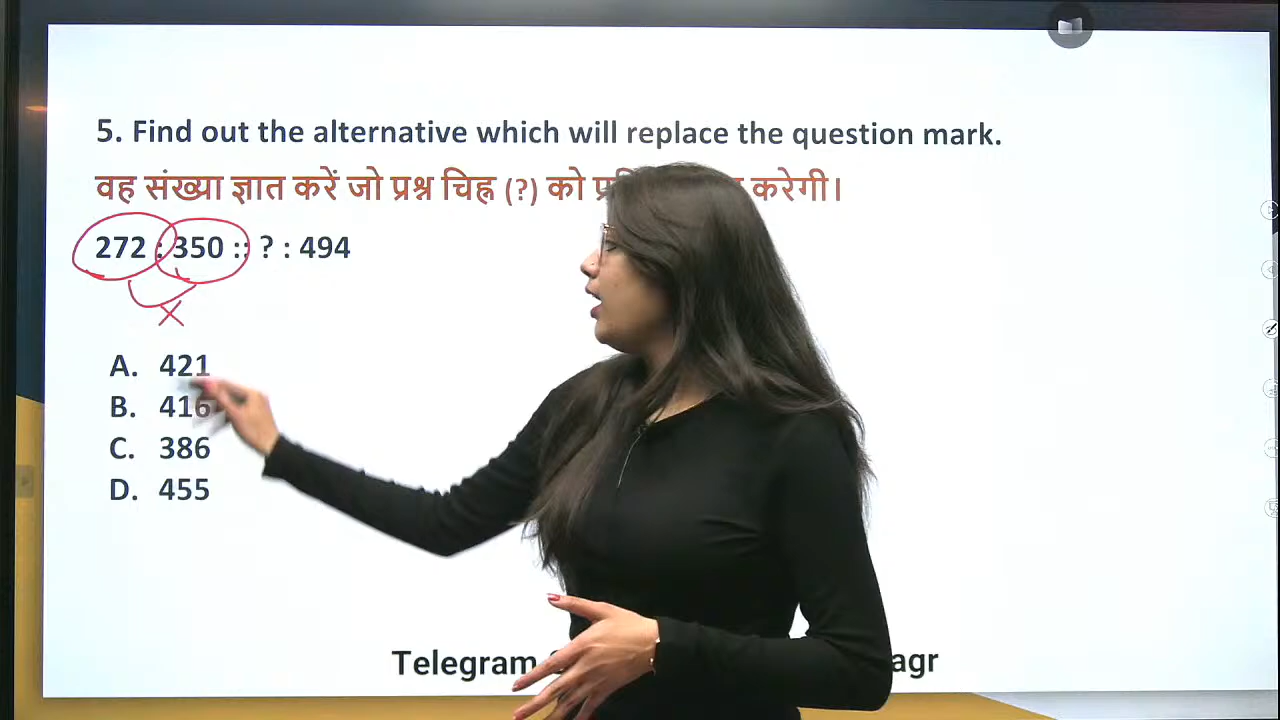 5. Find out the alternative which will replace the question mark.
वह संख्या ज्ञात करें जो प्रश्न चिह्न (?) को करेगी।
272 : 350 :: ? : 494
A. 421
B. 416
C. 386
D. 455
Telegram